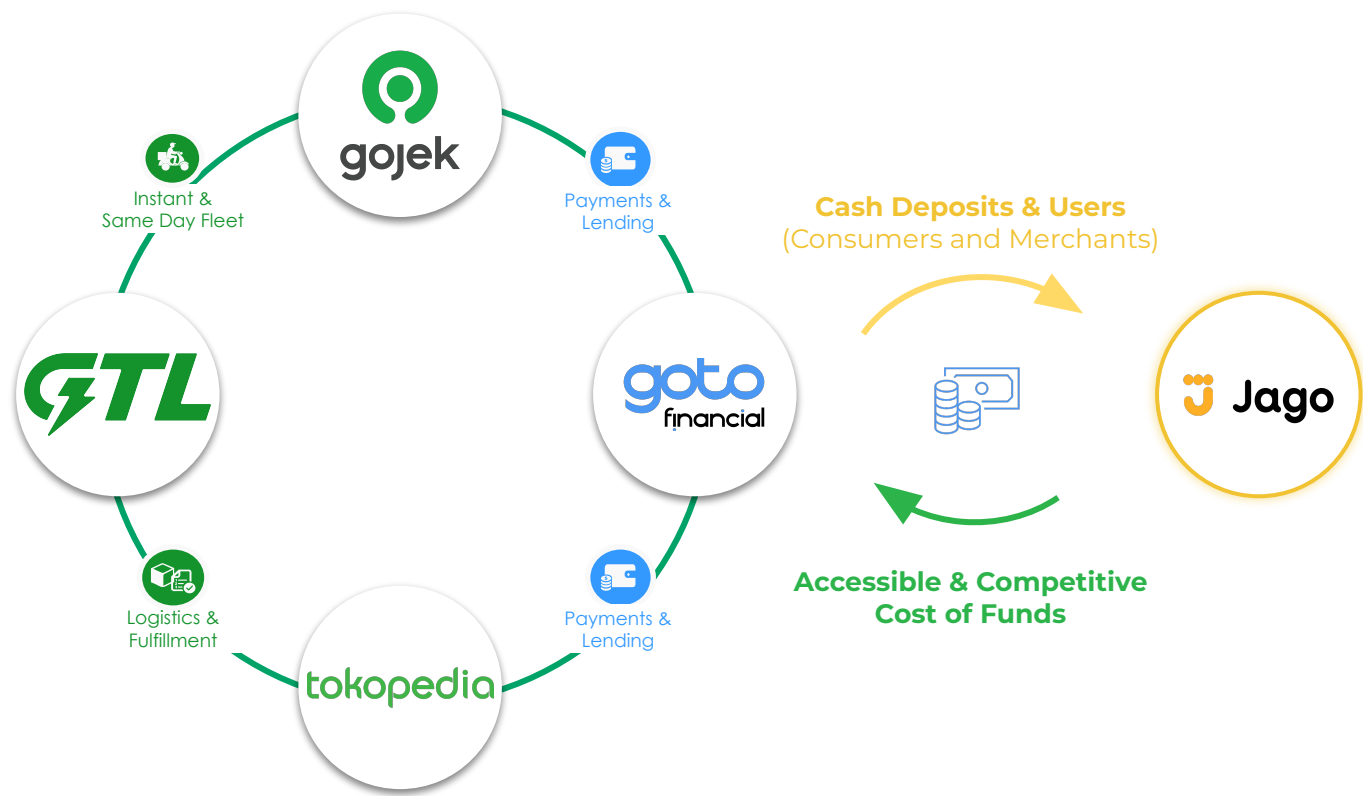 gojek
Instant &
Same Day Fleet
Payments &
Lending
Cash Deposits & Users
(Consumers and Merchants)
GTL
goto
financial
Jago
Logistics &
Fulfillment
Payments &
Lending
Accessible & Competitive
Cost of Funds
tokopedia